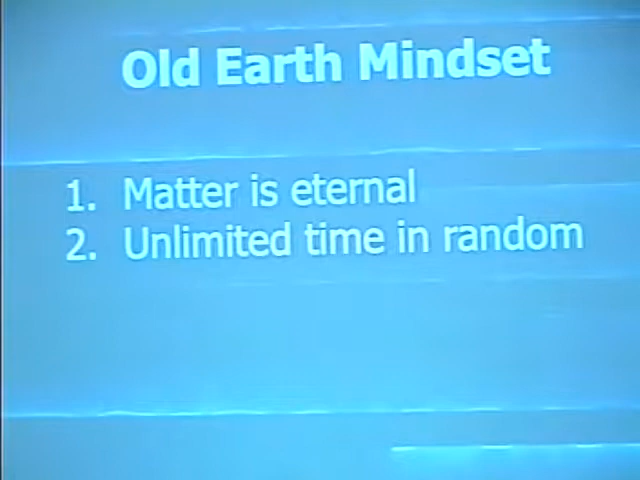 Old Earth Mindset
1. Matter is eternal
2. Unlimited time in random